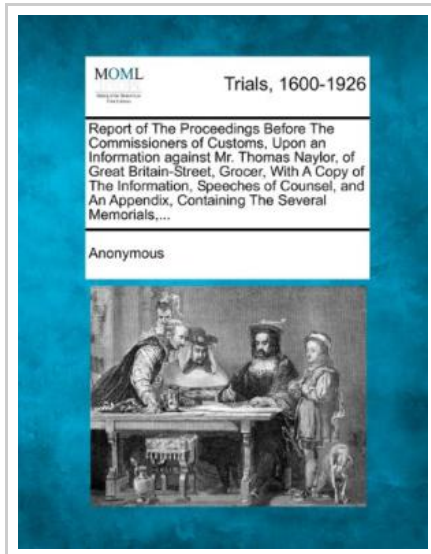 MOML
Trials, 1600-1926
Report of The Proceedings Before The
Commissioners of Customs, Upon an
Information against Mr. Thomas Naylor, of
Great Britain-Street, Grocer, With A Copy of
The Information, Speeches of Counsel, and
An Appendix, Containing The Several
Memorials,...
Anonymous